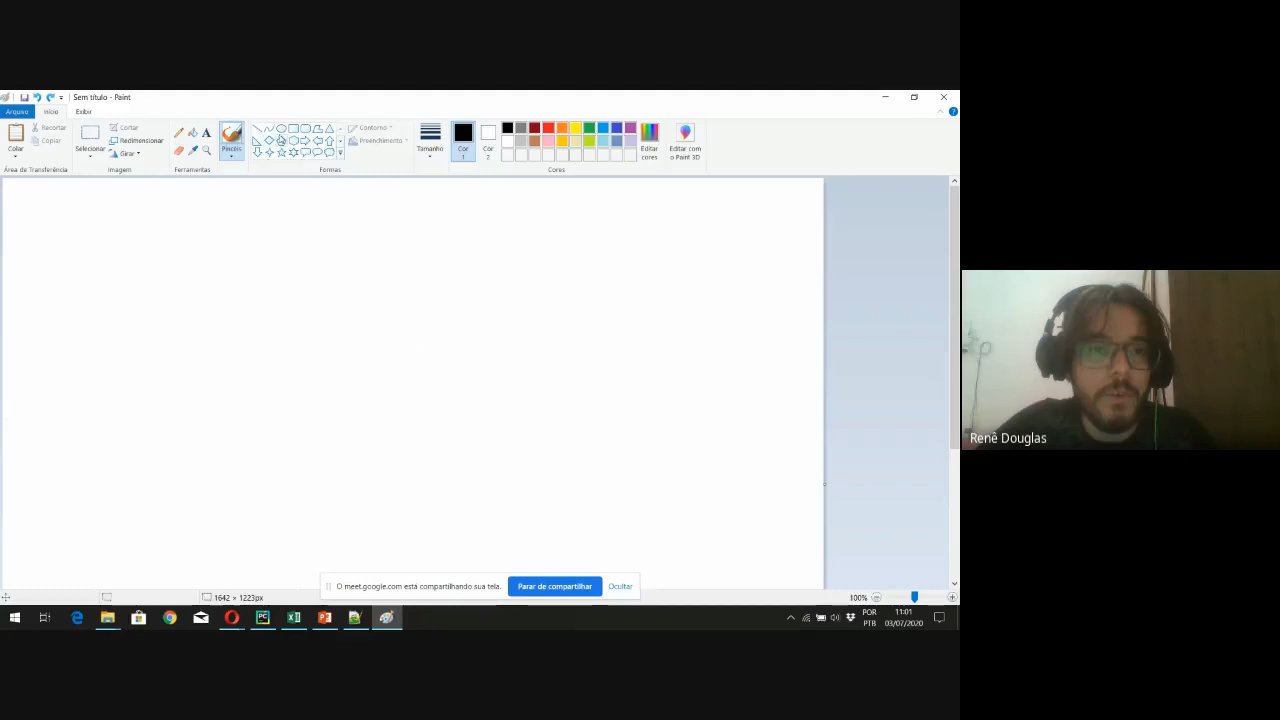 Sem título - Paint
Arquivo Início Exibir
Colar
Recortar
Copiar
Área de Transferência
Selecionar
Cortar
Redimensionar
Girar
Imagem
A
Ferramentas
Pincéis
Contorno
Preenchimento
Formas
Tamanho
Cor
1
Cor
2
Editar
cores
Editar com
o Paint 3D
Cores
Renê Douglas
O meet.google.com está compartilhando sua tela.
Parar de compartilhar
Ocultar
1642 × 1223px
100%
POR
PTB
11:01
03/07/2020